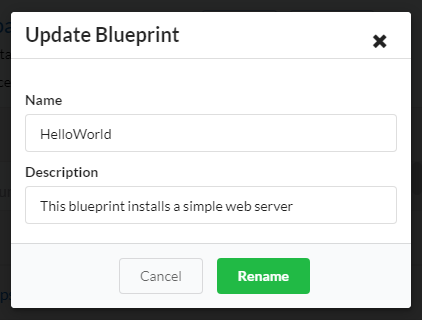 Update Blueprint
Name
HelloWorld
Description
This blueprint installs a simple web server
Cancel
Rename